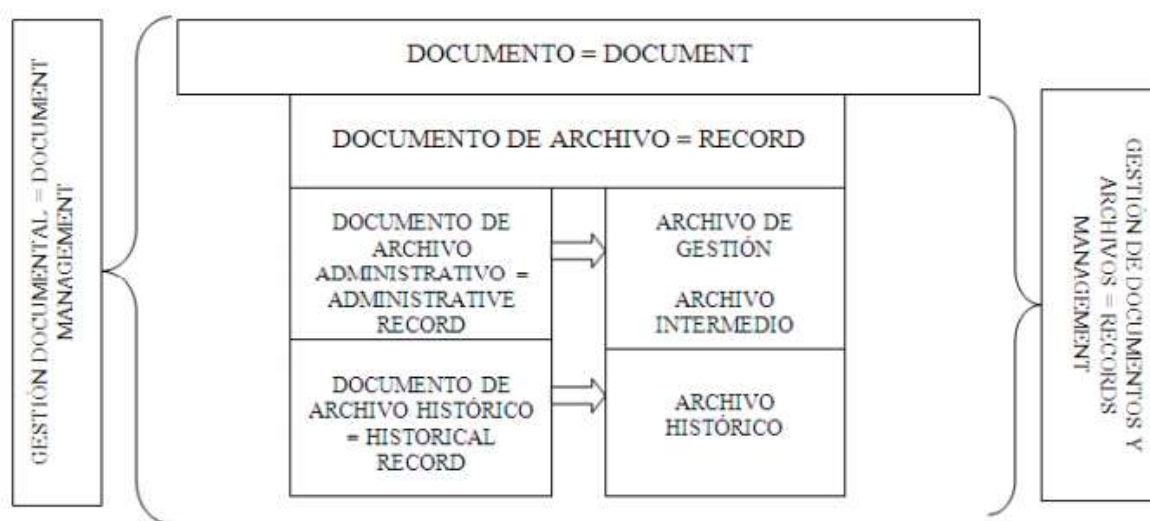 GESTIÓN DOCUMENTAL = DOCUMENT
MANAGEMENT
DOCUMENTO = DOCUMENT
DOCUMENTO DE ARCHIVO = RECORD
DOCUMENTO DE
ARCHIVO
ADMINISTRATIVO =
ADMINISTRATIVE
RECORD
ARCHIVO DE
GESTIÓN
ARCHIVO
INTERMEDIO
DOCUMENTO DE
ARCHIVO HISTÓRICO
= HISTORICAL
RECORD
ARCHIVO
HISTÓRICO
GESTIÓN DE DOCUMENTOS Y
ARCHIVOS = RECORDS
MANAGEMENT